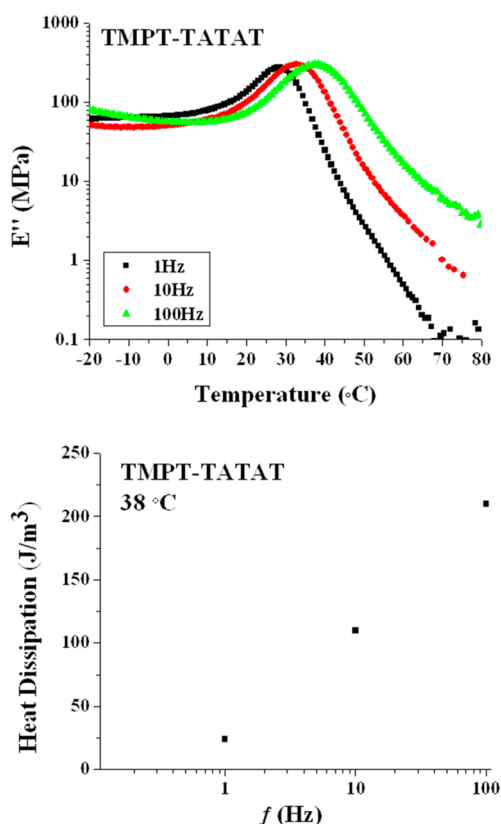 TMPT-TATAT
1000
100
10
1
0.1
E'' (MPa)
1Hz
10Hz
100Hz
-20 -10 0 10 20 30 40 50 60 70 80
Temperature (◦C)
TMPT-TATAT
38 ◦C
250
200
150
100
50
25
0
Heat Dissipation (J/m³)
1 10 100
f (Hz)